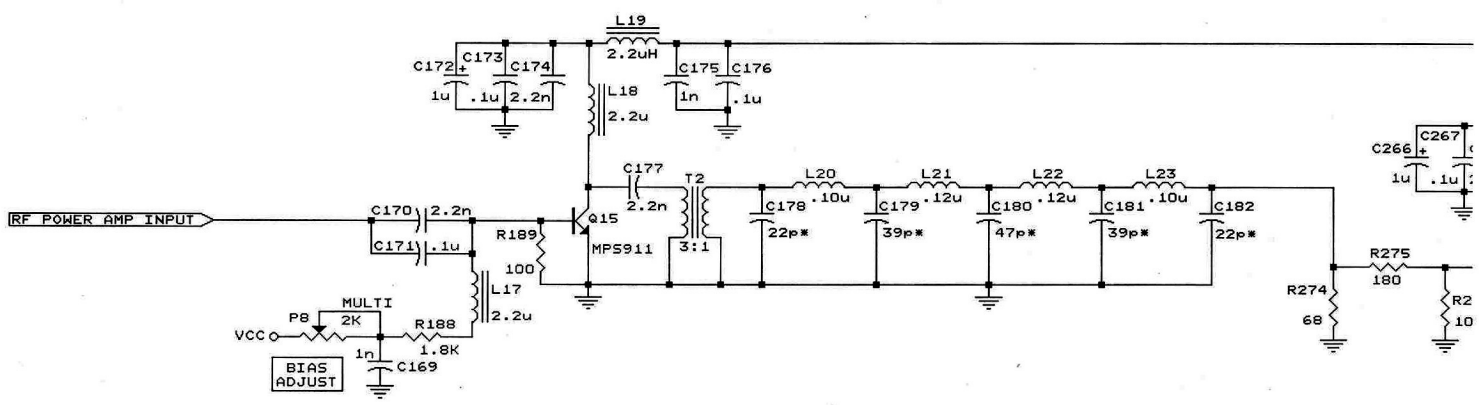 L19
2.2uH
C172
+
1u
C173
.1u
C174
2.2n
C175
1n
C176
.1u
L18
2.2u
C177
2.2n
T2
3:1
L20
.10u
L21
.12u
L22
.12u
L23
.10u
C178
22p*
C179
39p*
C180
47p*
C181
39p*
C182
22p*
C266
+
1u
C267
.1u
RF POWER AMP INPUT
C170
2.2n
C171
.1u
R189
100
Q15
MPS911
L17
2.2u
R275
180
R274
68
MULTI
P8
2K
VCC
R188
1.8K
1n
C169
BIAS
ADJUST